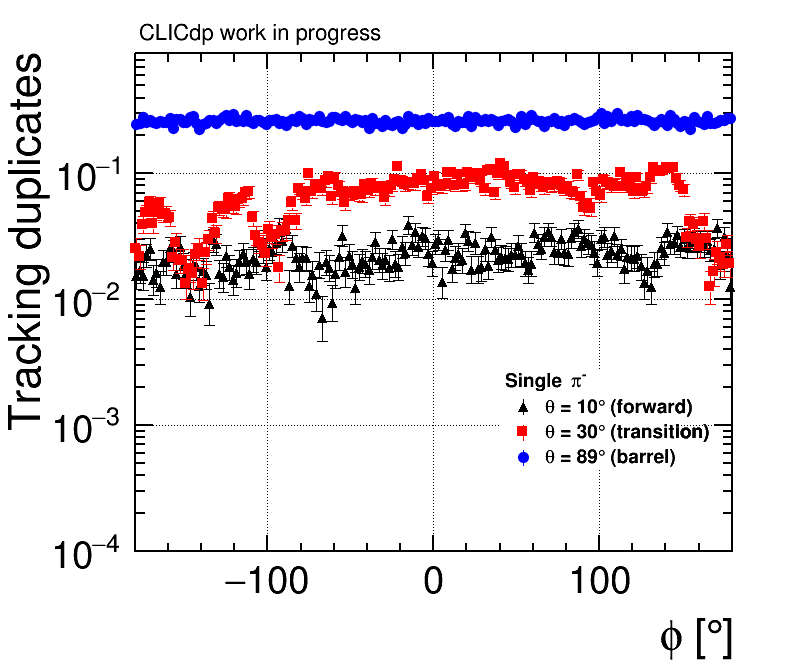 CLICdp work in progress
Tracking duplicates
10⁻¹
10⁻²
10⁻³
10⁻⁴
Single π⁻
θ = 10° (forward)
θ = 30° (transition)
θ = 89° (barrel)
−100 0 100
ϕ [°]